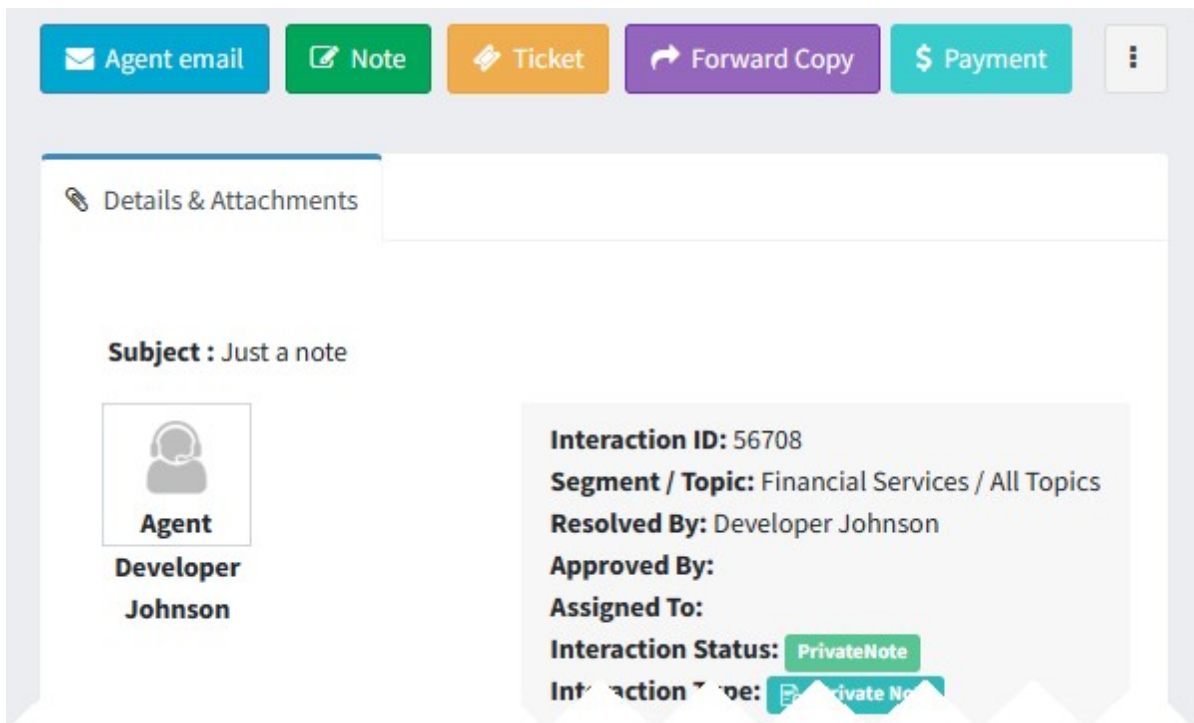 Agent email Note Ticket Forward Copy $ Payment
Details & Attachments
Subject : Just a note
Agent
Developer
Johnson
Interaction ID: 56708
Segment / Topic: Financial Services / All Topics
Resolved By: Developer Johnson
Approved By:
Assigned To:
Interaction Status: PrivateNote